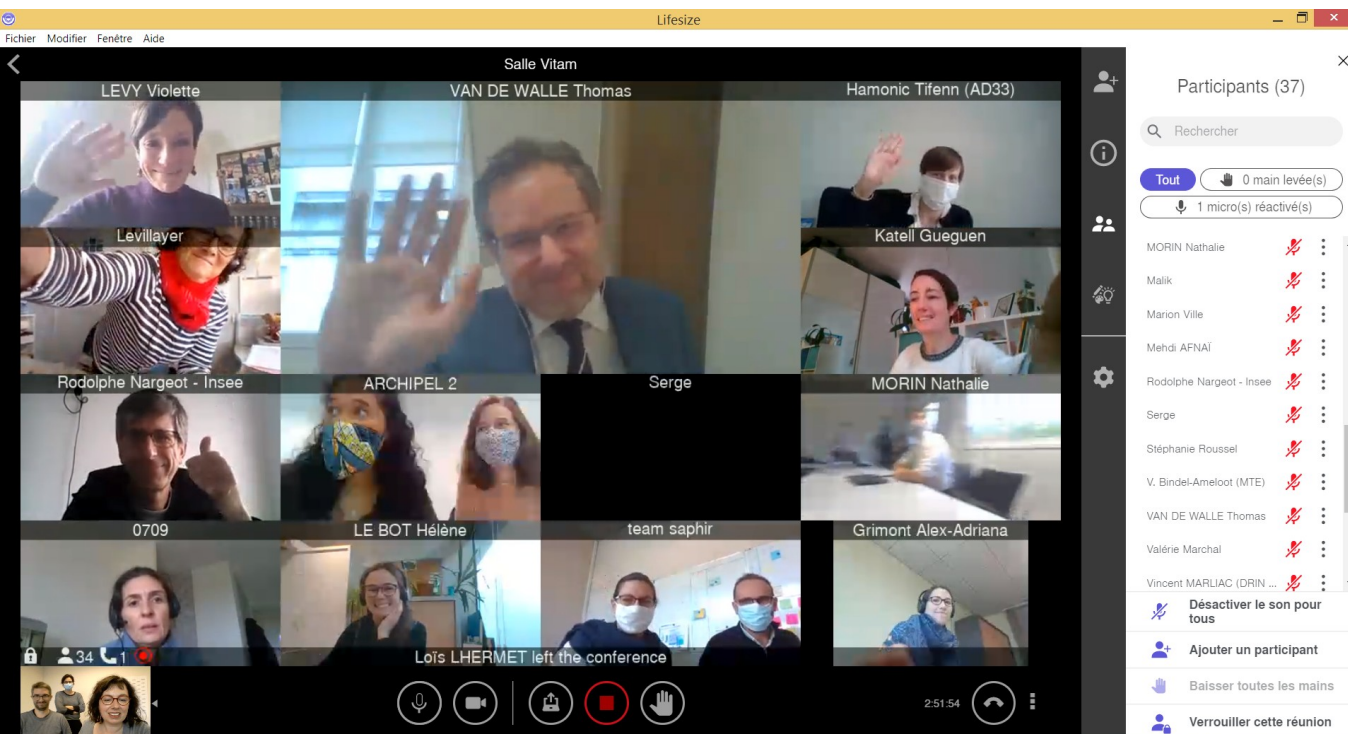 Lifesize
Fichier Modifier Fenêtre Aide
Salle Vitam
LEVY Violette
VAN DE WALLE Thomas
Hamonic Tifenn (AD33)
Levillayer
Katell Gueguen
Rodolphe Nargeot - Insee
ARCHIPEL 2
Serge
MORIN Nathalie
0709
LE BOT Hélène
team saphir
Grimont Alex-Adriana
34 1
Loïs LHERMET left the conference
2:51:54
Participants (37)
Rechercher
Tout
0 main levée(s)
1 micro(s) réactivé(s)
MORIN Nathalie
Malik
Marion Ville
Mehdi AFNAÏ
Rodolphe Nargeot - Insee
Serge
Stéphanie Roussel
V. Bindel-Ameloot (MTE)
VAN DE WALLE Thomas
Valérie Marchal
Vincent MARLIAC (DRIN ...
Désactiver le son pour
tous
Ajouter un participant
Baisser toutes les mains
Verrouiller cette réunion